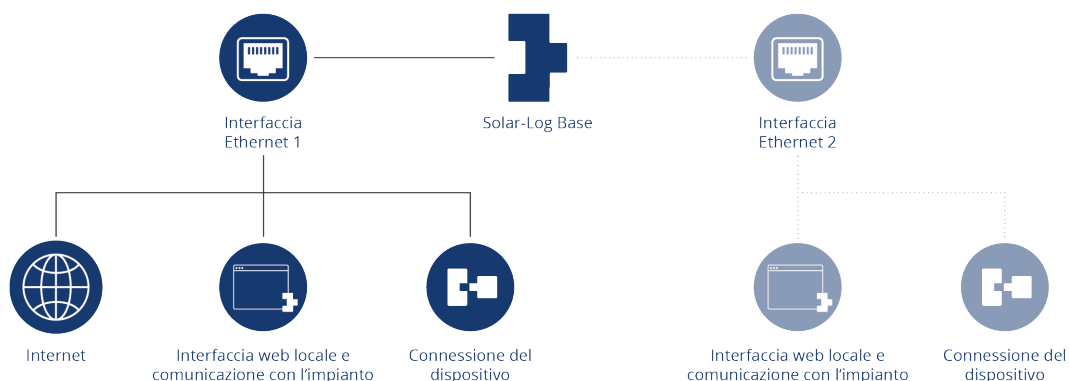 Interfaccia
Ethernet 1
Solar-Log Base
Interfaccia
Ethernet 2
Internet
Interfaccia web locale e
comunicazione con l’impianto
Connessione del
dispositivo
Interfaccia web locale e
comunicazione con l’impianto
Connessione del
dispositivo